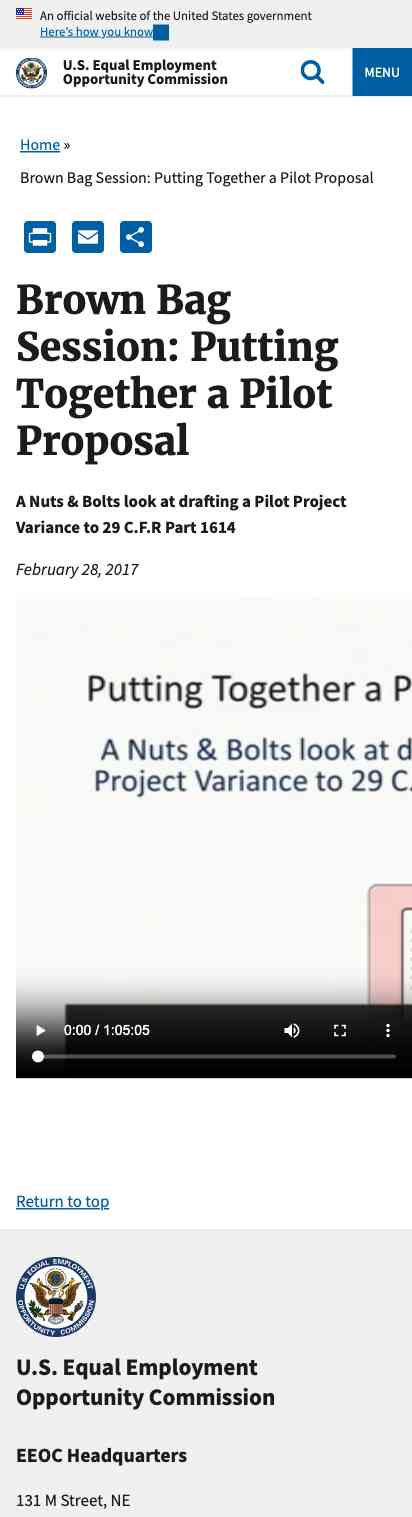 An official website of the United States government
Here's how you know
U.S. Equal Employment
Opportunity Commission
MENU
Home »
Brown Bag Session: Putting Together a Pilot Proposal
Brown Bag
Session: Putting
Together a Pilot
Proposal
A Nuts & Bolts look at drafting a Pilot Project
Variance to 29 C.F.R Part 1614
February 28, 2017
Putting Together a P
A Nuts & Bolts look at d
Project Variance to 29 C.
0:00 / 1:05:05
Return to top
U.S. EQUAL EMPLOYMENT OPPORTUNITY COMMISSION
U.S. Equal Employment
Opportunity Commission
EEOC Headquarters
131 M Street, NE